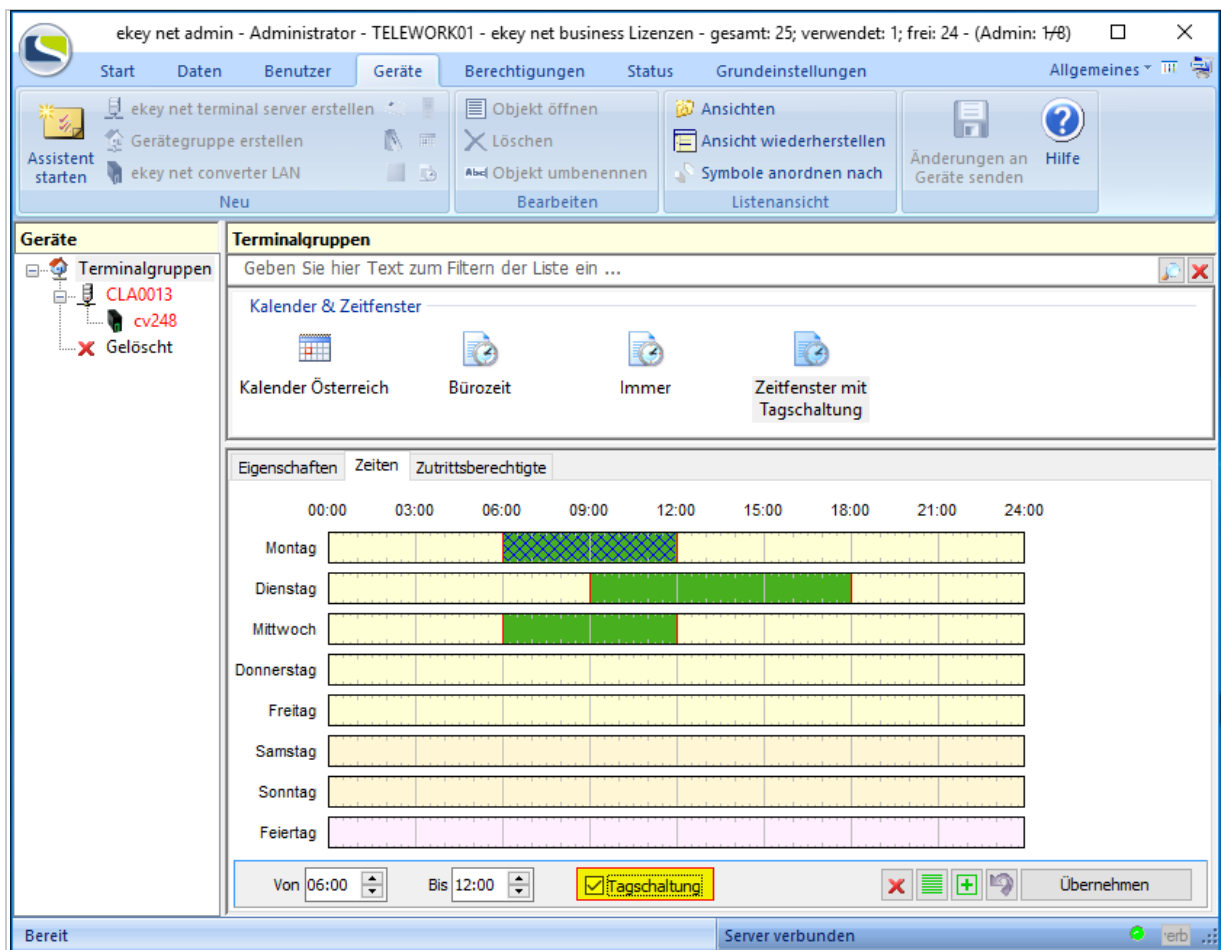 ekey net admin - Administrator - TELEWORK01 - ekey net business Lizenzen - gesamt: 25; verwendet: 1; frei: 24 - (Admin: 1/8)
Start Daten Benutzer Geräte Berechtigungen Status Grundeinstellungen Allgemeines
Assistent starten
ekey net terminal server erstellen
Gerätegruppe erstellen
ekey net converter LAN
Neu
Objekt öffnen
Löschen
Abcd Objekt umbenennen
Bearbeiten
Ansichten
Ansicht wiederherstellen
Symbole anordnen nach
Listenansicht
Änderungen an
Geräte senden
Hilfe
Geräte
Terminalgruppen
CLA0013
cv248
Gelöscht
Terminalgruppen
Geben Sie hier Text zum Filtern der Liste ein ...
Kalender & Zeitfenster
Kalender Österreich
Bürozeit
Immer
Zeitfenster mit
Tagschaltung
Eigenschaften Zeiten Zutrittsberechtigte
00:00 03:00 06:00 09:00 12:00 15:00 18:00 21:00 24:00
Montag
Dienstag
Mittwoch
Donnerstag
Freitag
Samstag
Sonntag
Feiertag
Von 06:00 Bis 12:00 Tagschaltung Übernehmen
Bereit Server verbunden erb